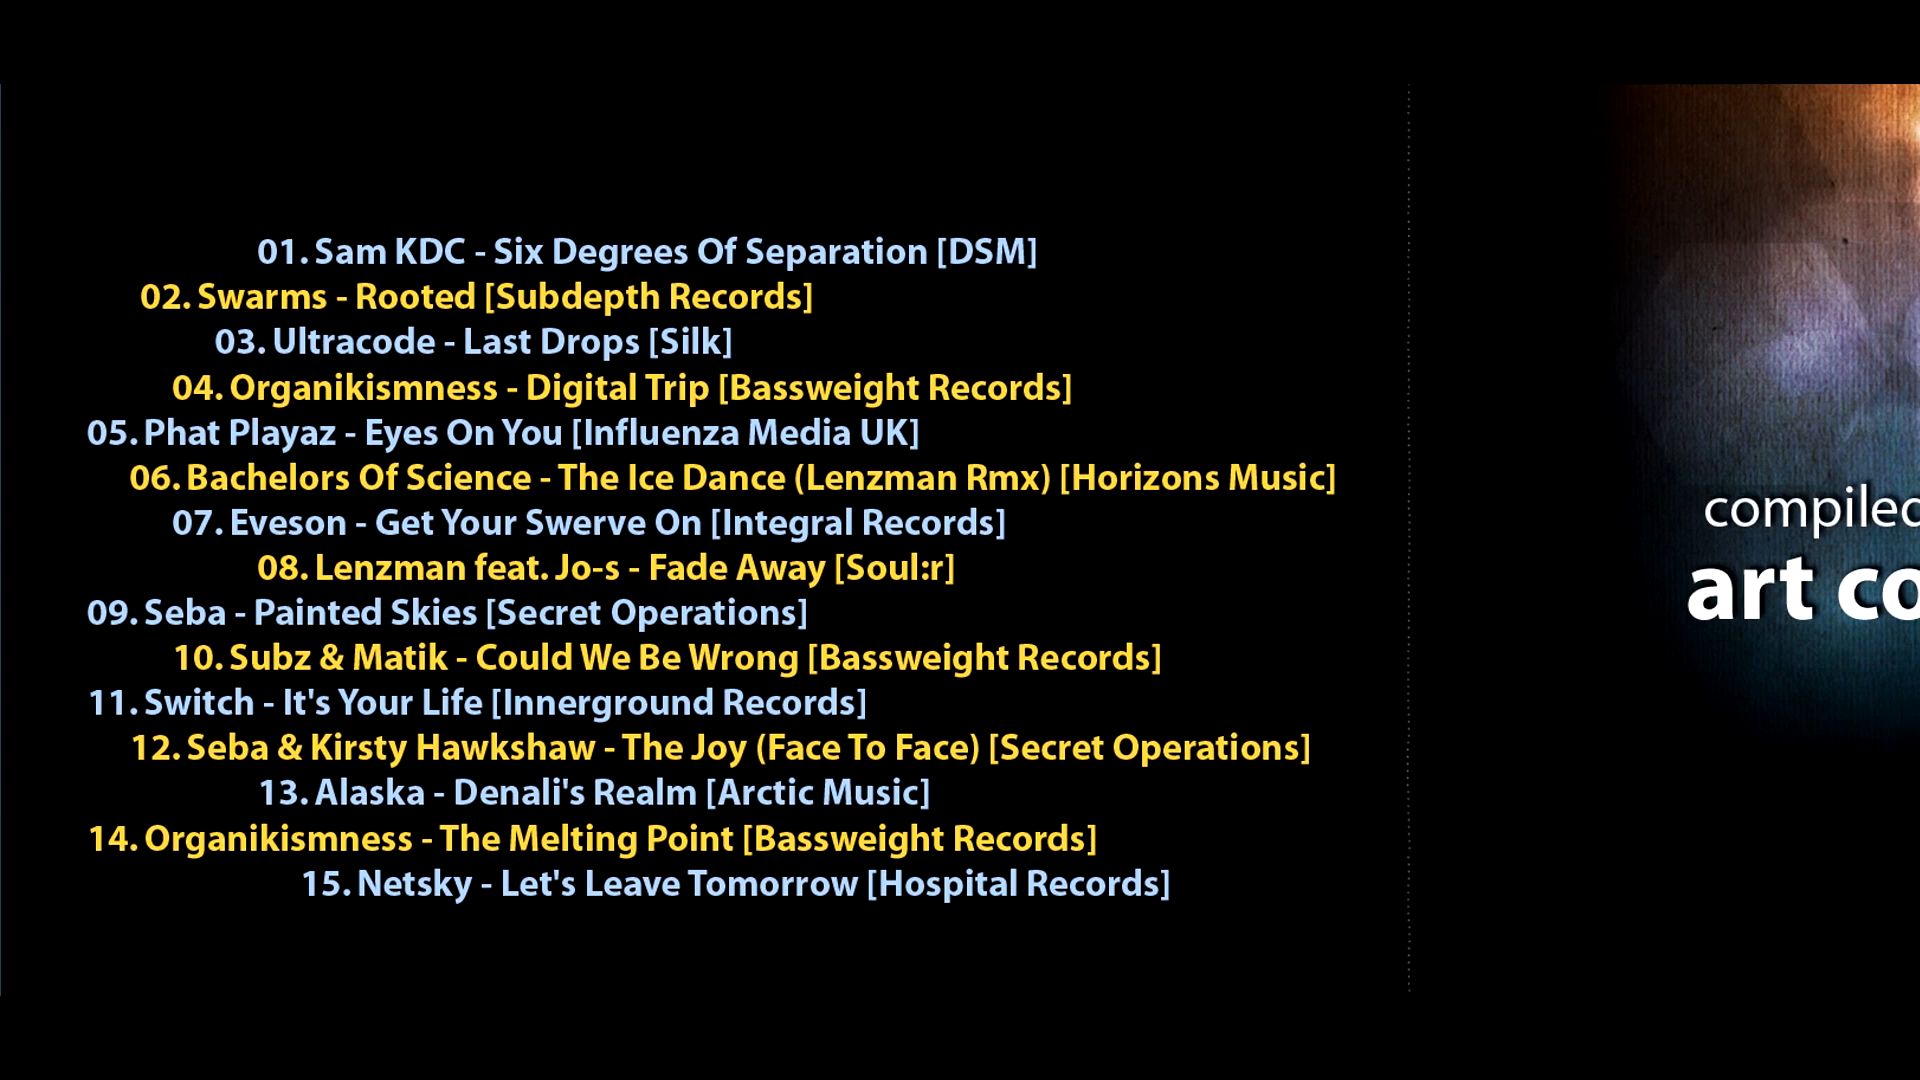 01. Sam KDC - Six Degrees Of Separation [DSM]
02. Swarms - Rooted [Subdepth Records]
03. Ultracode - Last Drops [Silk]
04. Organikismness - Digital Trip [Bassweight Records]
05. Phat Playaz - Eyes On You [Influenza Media UK]
06. Bachelors Of Science - The Ice Dance (Lenzman Rmx) [Horizons Music]
07. Eveson - Get Your Swerve On [Integral Records]
08. Lenzman feat. Jo-s - Fade Away [Soul:r]
09. Seba - Painted Skies [Secret Operations]
10. Subz & Matik - Could We Be Wrong [Bassweight Records]
11. Switch - It's Your Life [Innerground Records]
12. Seba & Kirsty Hawkshaw - The Joy (Face To Face) [Secret Operations]
13. Alaska - Denali's Realm [Arctic Music]
14. Organikismness - The Melting Point [Bassweight Records]
15. Netsky - Let's Leave Tomorrow [Hospital Records]
compiled
art co